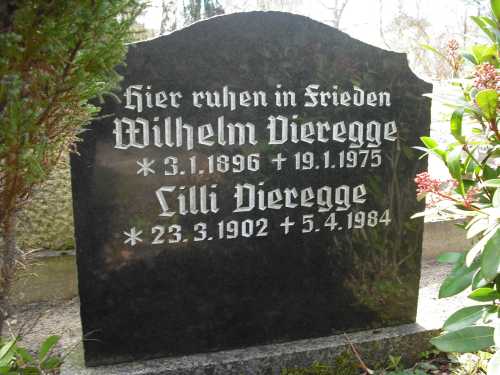 Hier ruhen in Frieden
Wilhelm Dieregge
* 3.1.1896 + 19.1.1975
Lilli Dieregge
* 23.3.1902 + 5.4.1984